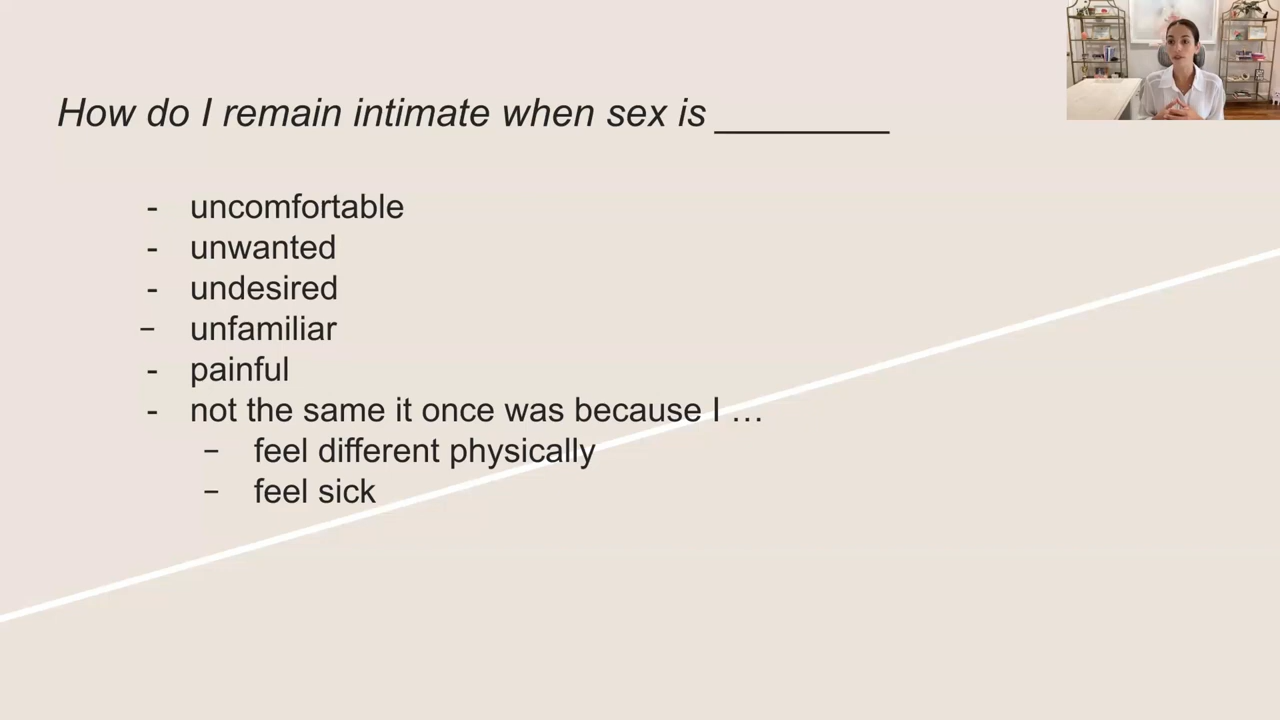 How do I remain intimate when sex is ________
- uncomfortable
- unwanted
- undesired
− unfamiliar
- painful
- not the same it once was because I …
− feel different physically
− feel sick